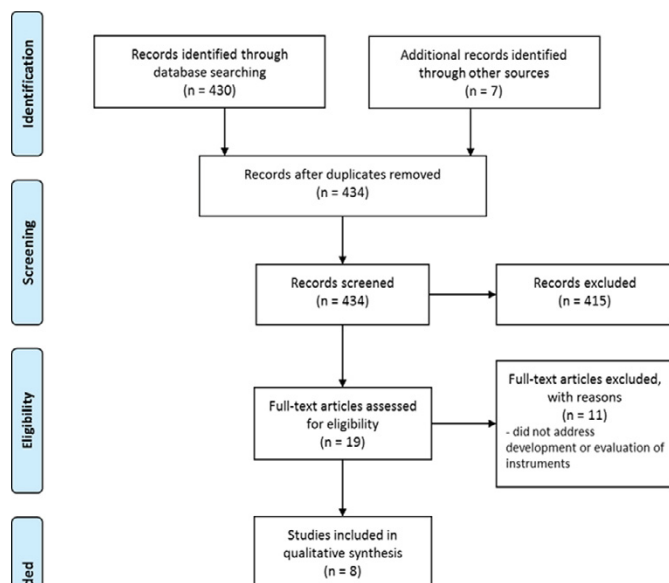 Identification
Records identified through
database searching
(n = 430)
Additional records identified
through other sources
(n = 7)
Records after duplicates removed
(n = 434)
Screening
Records screened
(n = 434)
Records excluded
(n = 415)
Eligibility
Full-text articles assessed
for eligibility
(n = 19)
Full-text articles excluded,
with reasons
(n = 11)
- did not address
development or evaluation of
instruments
Studies included in
qualitative synthesis
(n = 8)
ded